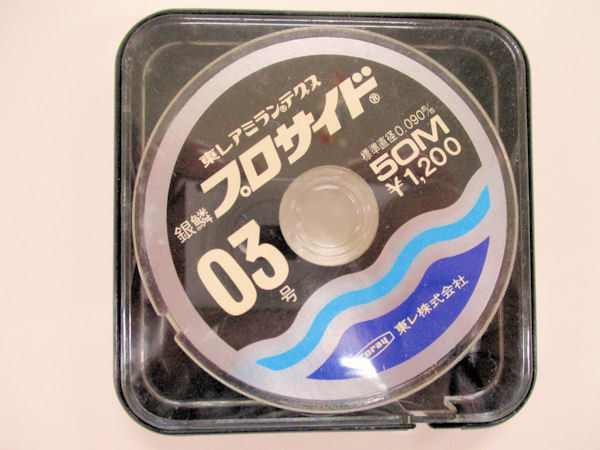 東レアミラン®テグス
銀鱗 プロサイド®
03号
標準直径0.090m/m
50M
¥1,200
Toray 東レ株式会社